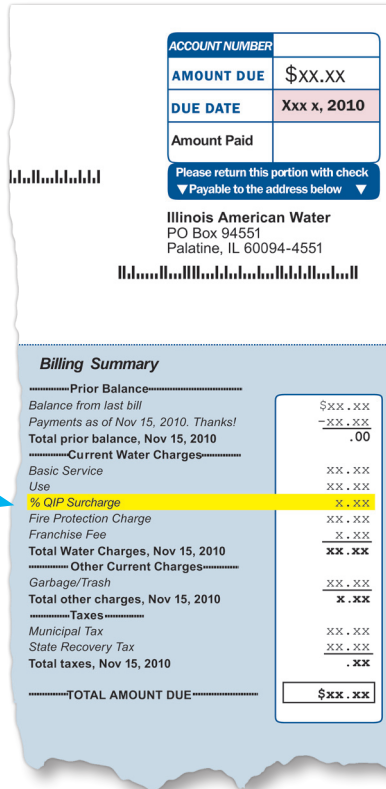 ACCOUNT NUMBER
AMOUNT DUE $xx.xx
DUE DATE Xxx x, 2010
Amount Paid
Please return this portion with check
▼Payable to the address below ▼
Illinois American Water
PO Box 94551
Palatine, IL 60094-4551
Billing Summary
Prior Balance
Balance from last bill $xx.xx
Payments as of Nov 15, 2010. Thanks! -xx.xx
Total prior balance, Nov 15, 2010 .00
Current Water Charges
Basic Service xx.xx
Use xx.xx
% QIP Surcharge x.xx
Fire Protection Charge xx.xx
Franchise Fee x.xx
Total Water Charges, Nov 15, 2010 xx.xx
Other Current Charges
Garbage/Trash xx.xx
Total other charges, Nov 15, 2010 x.xx
Taxes
Municipal Tax xx.xx
State Recovery Tax xx.xx
Total taxes, Nov 15, 2010 .xx
TOTAL AMOUNT DUE $xx.xx